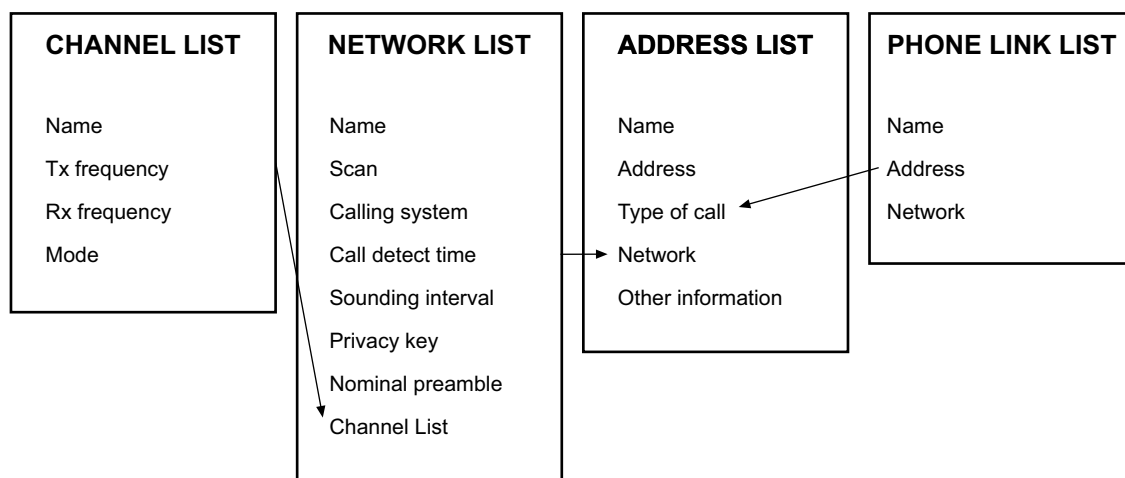 CHANNEL LIST
Name
Tx frequency
Rx frequency
Mode
NETWORK LIST
Name
Scan
Calling system
Call detect time
Sounding interval
Privacy key
Nominal preamble
Channel List
ADDRESS LIST
Name
Address
Type of call
Network
Other information
PHONE LINK LIST
Name
Address
Network